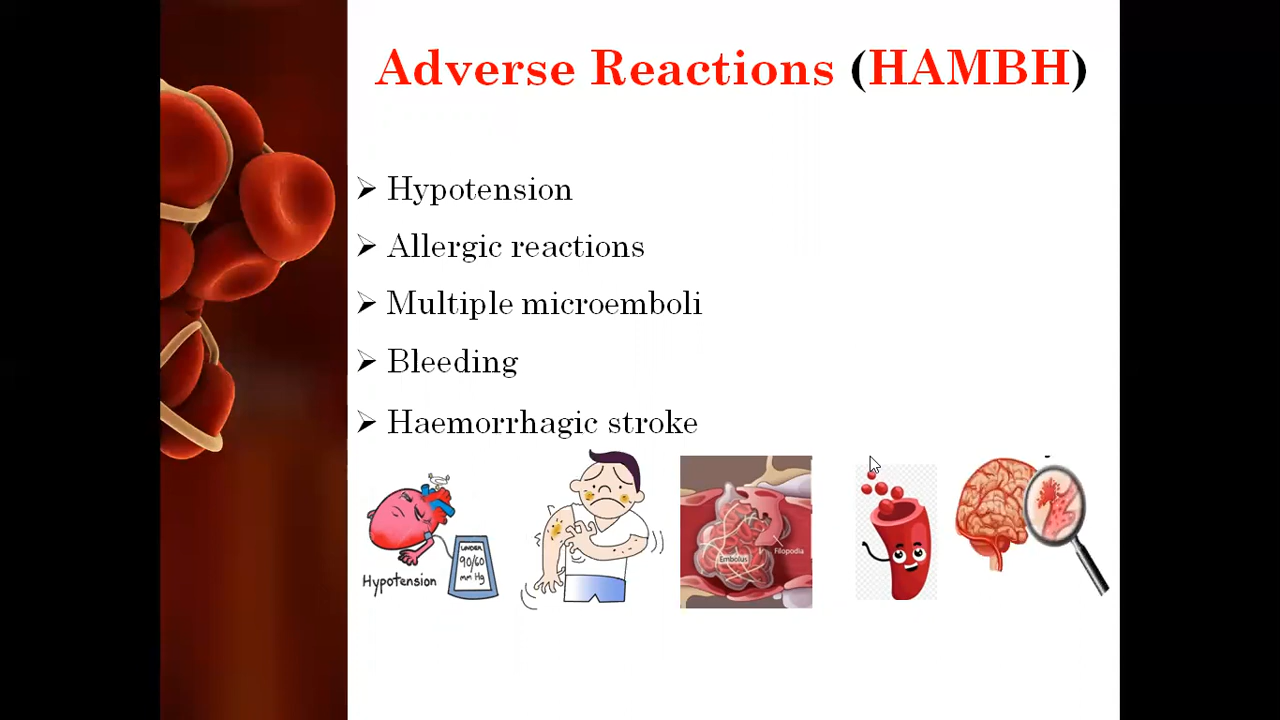 Adverse Reactions (HAMBH)
➢ Hypotension
➢ Allergic reactions
➢ Multiple microemboli
➢ Bleeding
➢ Haemorrhagic stroke
UNDER
90/60
mm Hg
Hypotension
Embolus
Filopodia